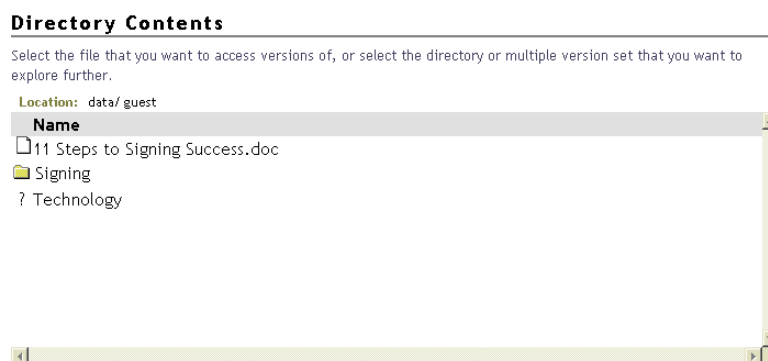 Directory Contents
Select the file that you want to access versions of, or select the directory or multiple version set that you want to
explore further.
Location: data/ guest
Name
11 Steps to Signing Success.doc
Signing
? Technology